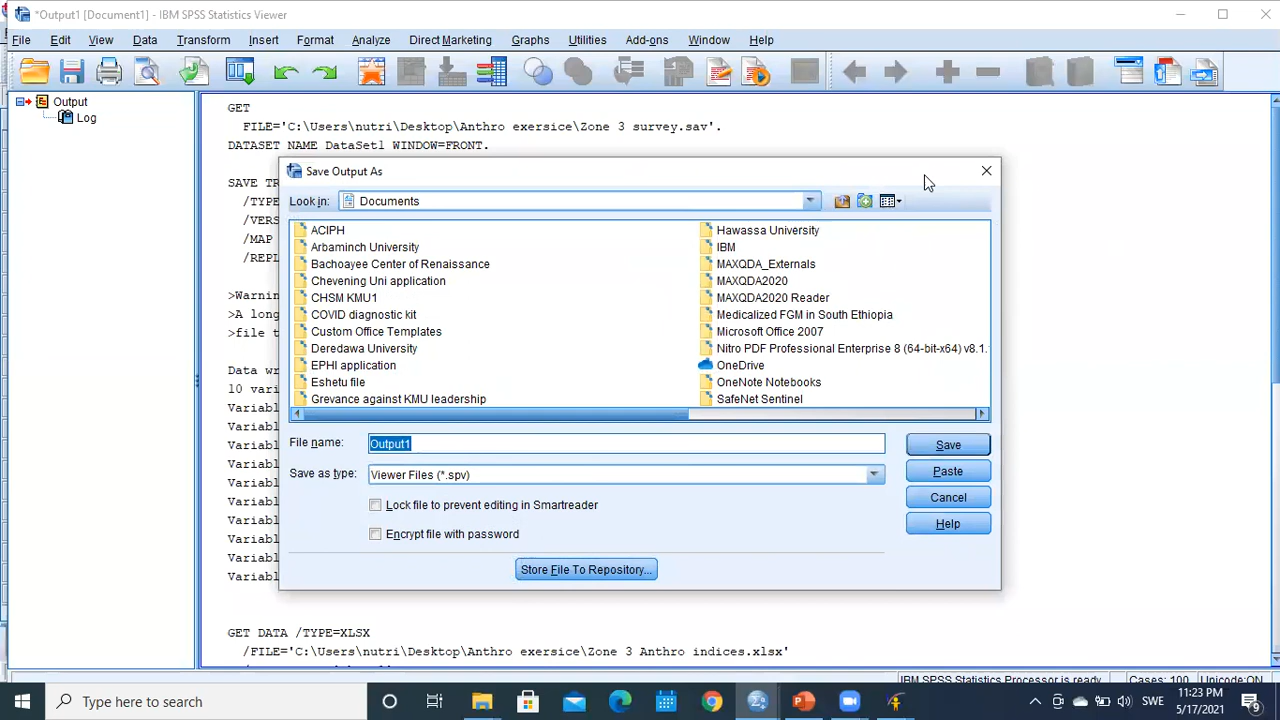 *Output1 [Document1] - IBM SPSS Statistics Viewer
File Edit View Data Transform Insert Format Analyze Direct Marketing Graphs Utilities Add-ons Window Help
Output
Log
GET
FILE='C:\Users\nutri\Desktop\Anthro exersice\Zone 3 survey.sav'.
DATASET NAME DataSet1 WINDOW=FRONT.
SAVE TR
/TYPE
/VERS
/MAP
/REPL
>Warnin
>A long
>file t
Data wr
10 vari
Variabl
Variabl
Variabl
Variabl
Variabl
Variabl
Variabl
Variabl
Variabl
Variabl
Save Output As
Look in: Documents
ACIPH
Arbaminch University
Bachoayee Center of Renaissance
Chevening Uni application
CHSM KMU1
COVID diagnostic kit
Custom Office Templates
Deredawa University
EPHI application
Eshetu file
Grevance against KMU leadership
Hawassa University
IBM
MAXQDA_Externals
MAXQDA2020
MAXQDA2020 Reader
Medicalized FGM in South Ethiopia
Microsoft Office 2007
Nitro PDF Professional Enterprise 8 (64-bit-x64) v8.1.
OneDrive
OneNote Notebooks
SafeNet Sentinel
File name: Output1
Save as type: Viewer Files (*.spv)
Lock file to prevent editing in Smartreader
Encrypt file with password
Save
Paste
Cancel
Help
Store File To Repository...
GET DATA /TYPE=XLSX
/FILE='C:\Users\nutri\Desktop\Anthro exersice\Zone 3 Anthro indices.xlsx'
IBM SPSS Statistics Processor is ready Cases: 100 Unicode:ON
Type here to search
SWE
11:23 PM
5/17/2021
9